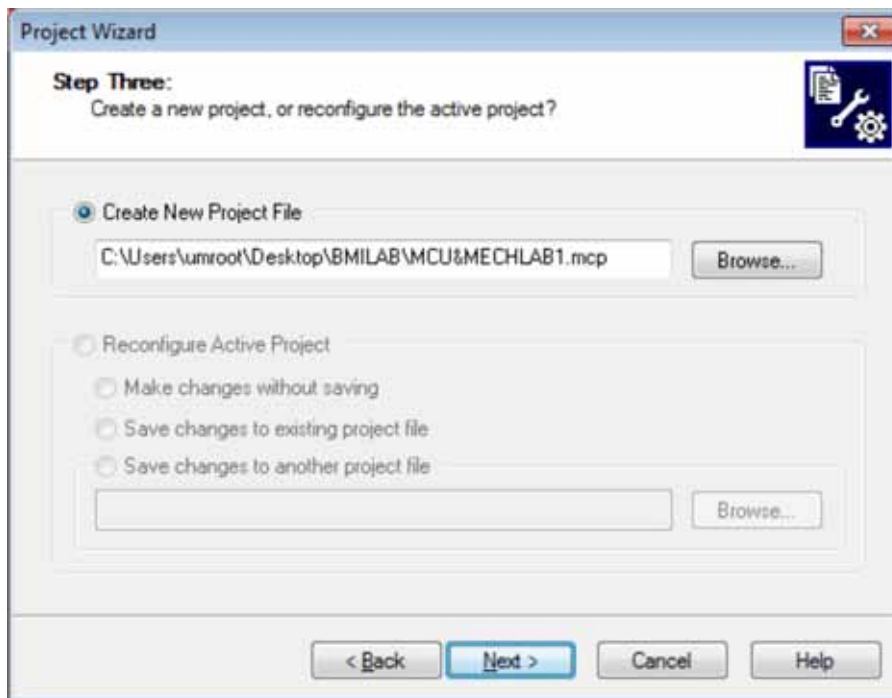 Project Wizard
Step Three:
Create a new project, or reconfigure the active project?
Create New Project File
C:\Users\umroot\Desktop\BMILAB\MCU&MECHLAB1.mcp
Browse...
Reconfigure Active Project
Make changes without saving
Save changes to existing project file
Save changes to another project file
Browse...
< Back
Next >
Cancel
Help